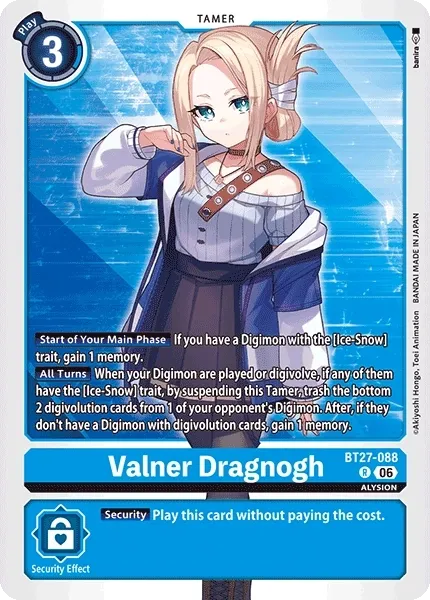 TAMER
Play
3
banira
Start of Your Main Phase If you have a Digimon with the [Ice-Snow]
trait, gain 1 memory.
All Turns When your Digimon are played or digivolve, if any of them
have the [Ice-Snow] trait, by suspending this Tamer, trash the bottom
2 digivolution cards from 1 of your opponent's Digimon. After, if they
don't have a Digimon with digivolution cards, gain 1 memory.
©Akiyoshi Hongo, Toei Animation BANDAI MADE IN JAPAN
Valner Dragnogh
BT27-088
R 06
ALYSION
Security Play this card without paying the cost.
Security Effect